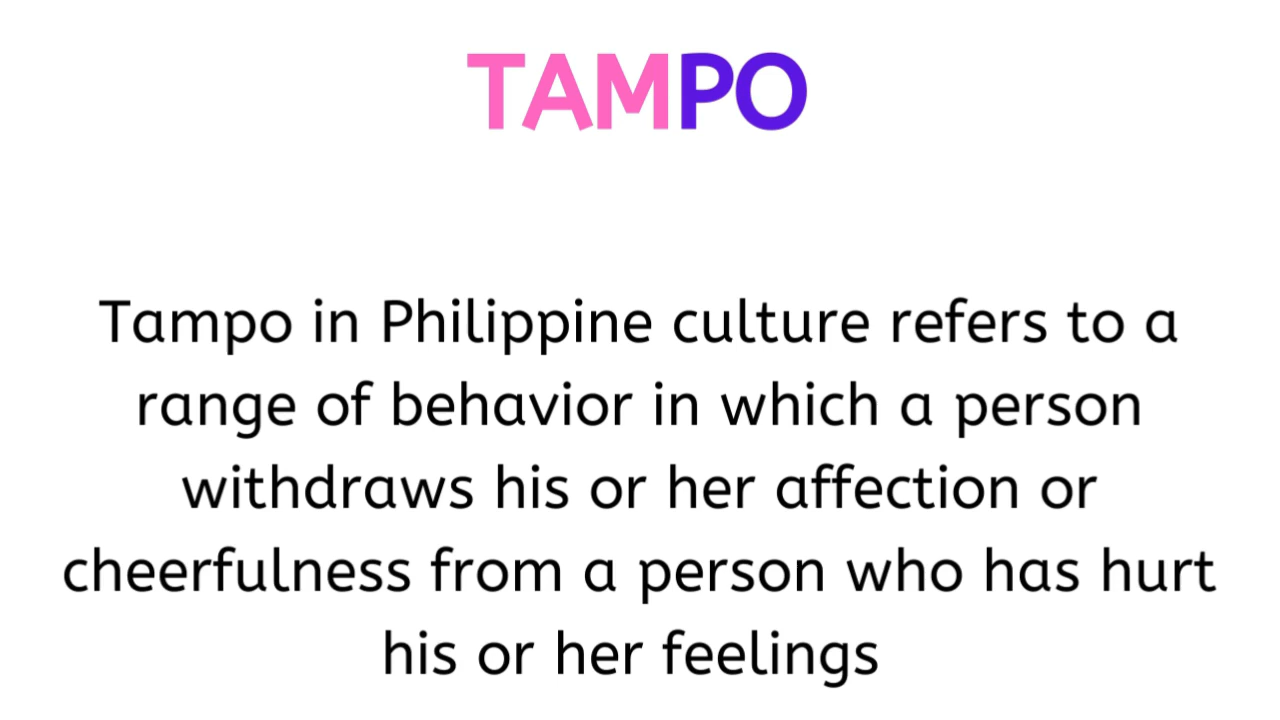 TAMPO
Tampo in Philippine culture refers to a
range of behavior in which a person
withdraws his or her affection or
cheerfulness from a person who has hurt
his or her feelings